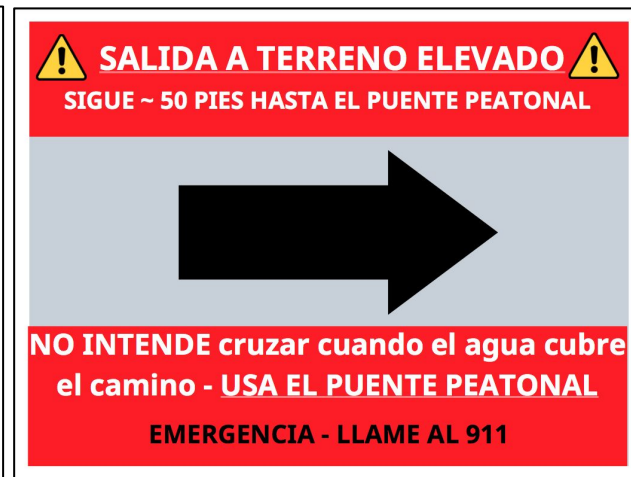 SALIDA A TERRENO ELEVADO
SIGUE ~ 50 PIES HASTA EL PUENTE PEATONAL
NO INTENDE cruzar cuando el agua cubre
el camino - USA EL PUENTE PEATONAL
EMERGENCIA - LLAME AL 911